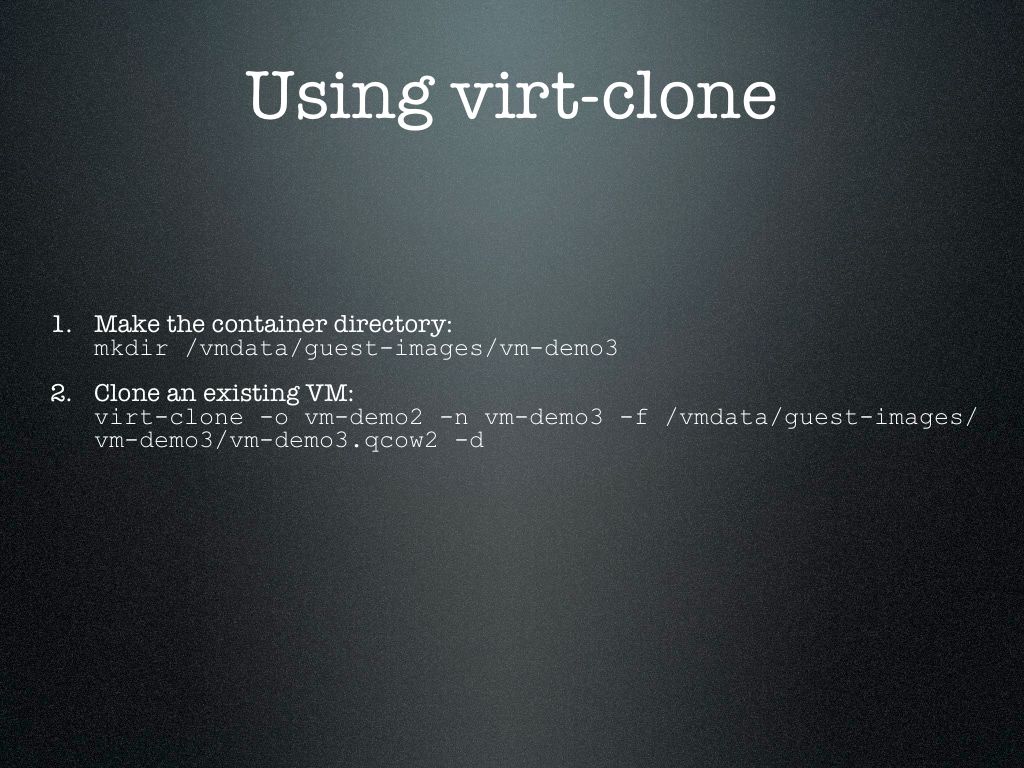 Using virt-clone
1. Make the container directory:
mkdir /vmdata/guest-images/vm-demo3
2. Clone an existing VM:
virt-clone -o vm-demo2 -n vm-demo3 -f /vmdata/guest-images/
vm-demo3/vm-demo3.qcow2 -d